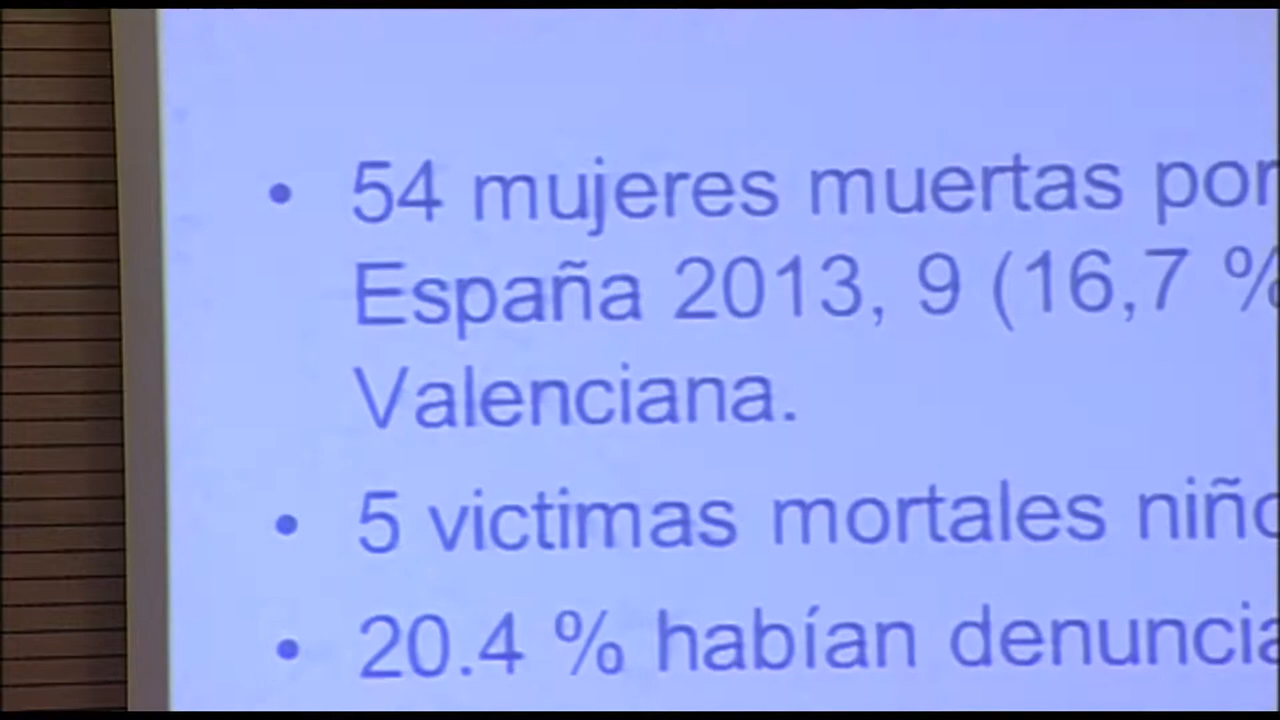 • 54 mujeres muertas por
España 2013, 9 (16,7 %
Valenciana.
• 5 victimas mortales niño
• 20.4 % habían denuncia